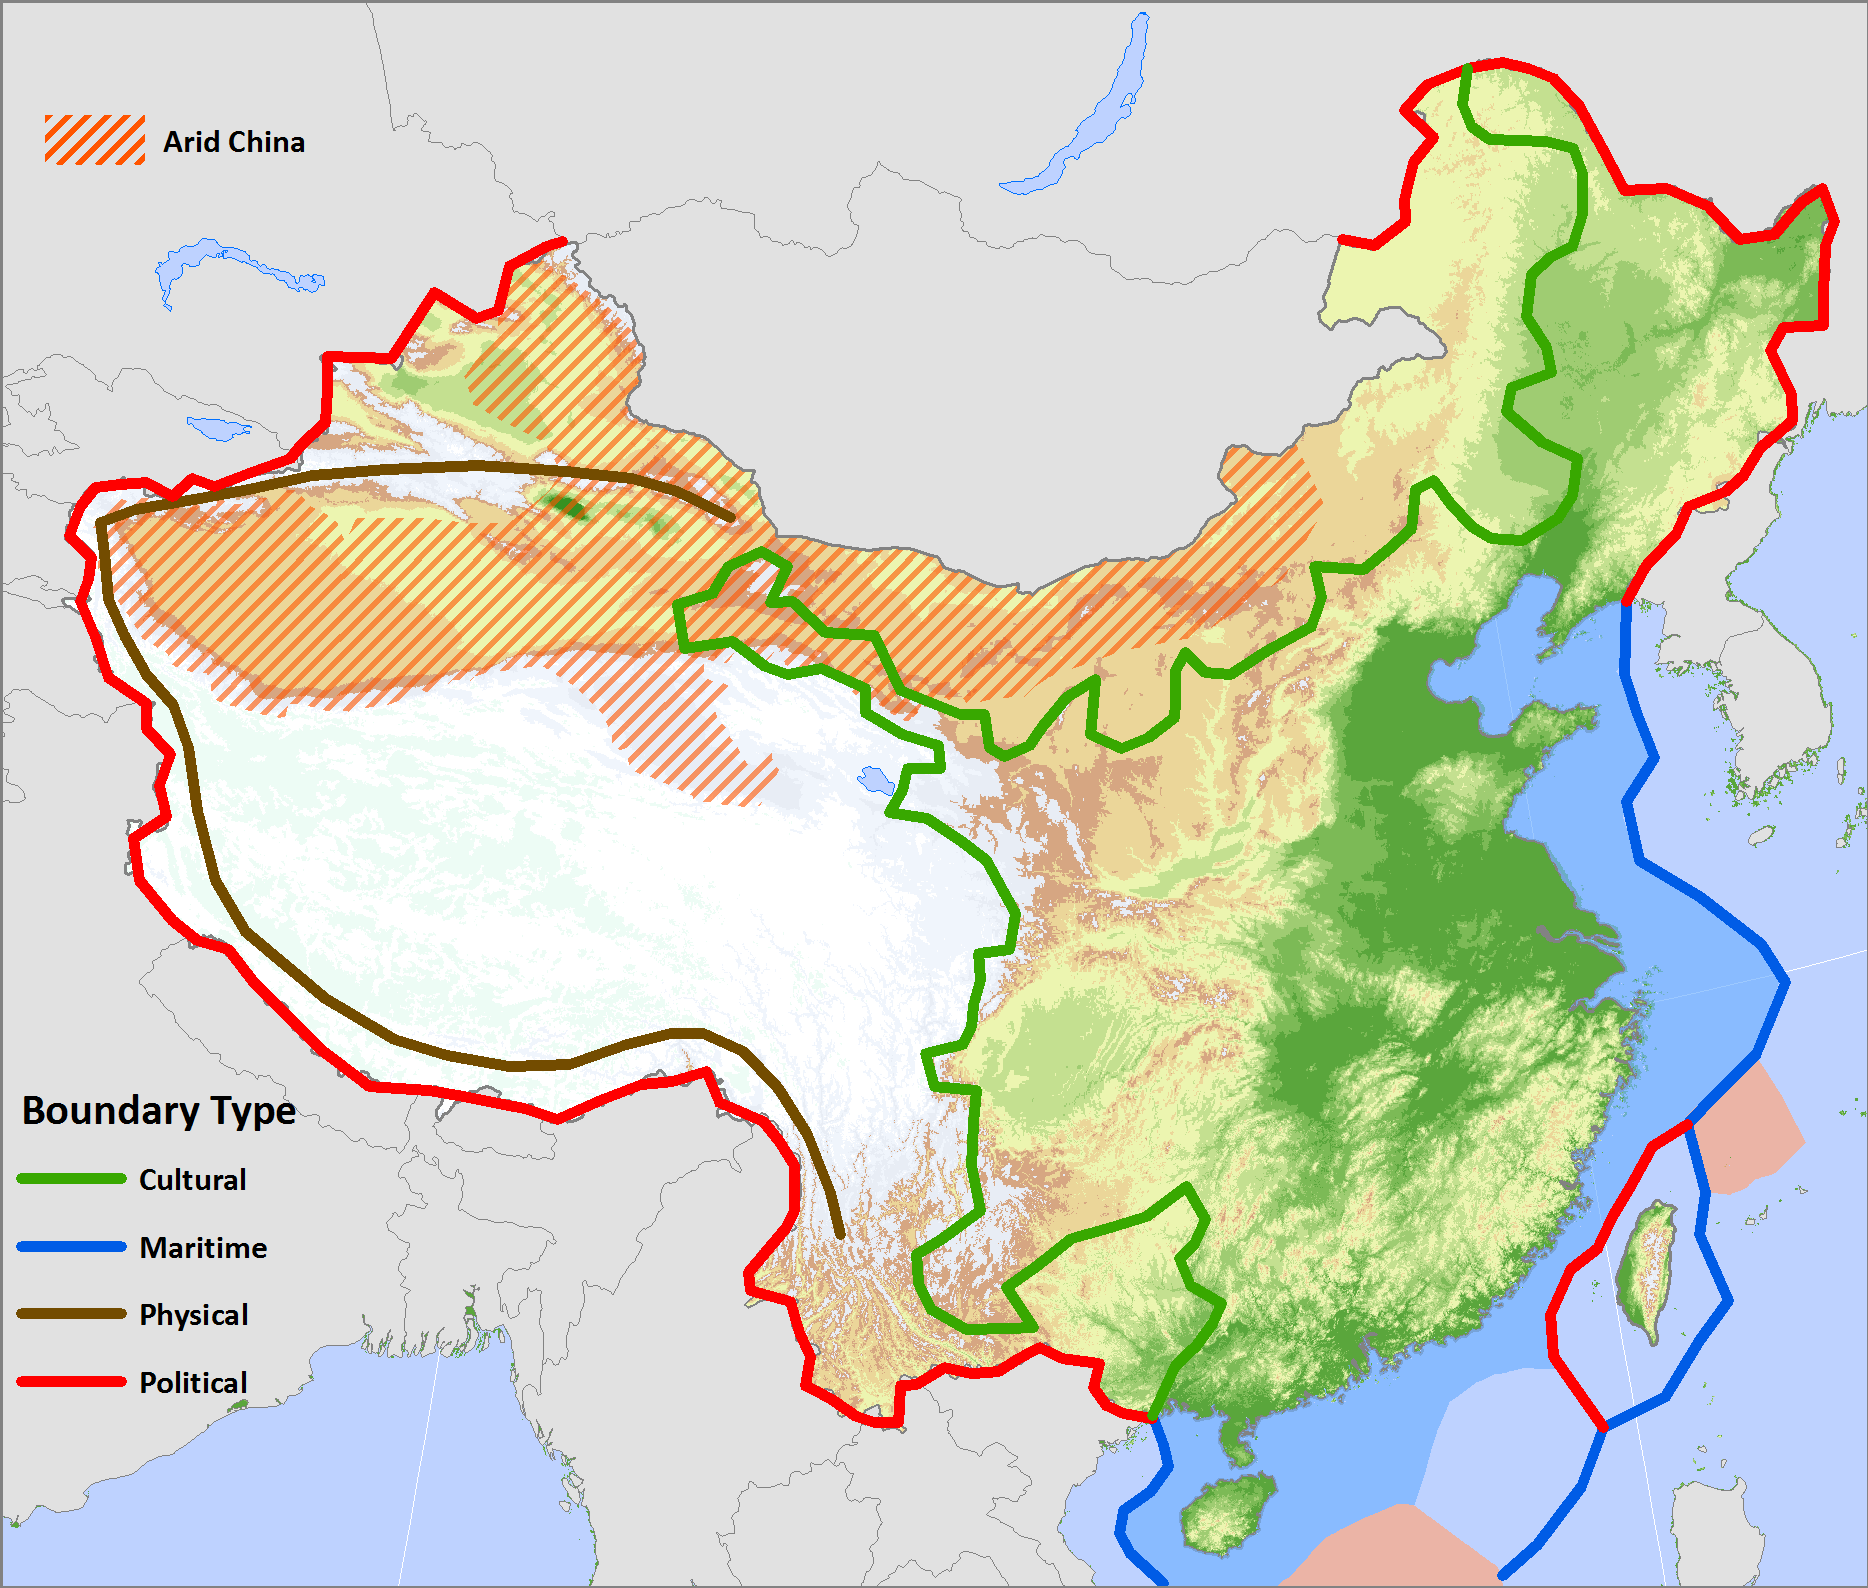 Arid China
Boundary Type
Cultural
Maritime
Physical
Political